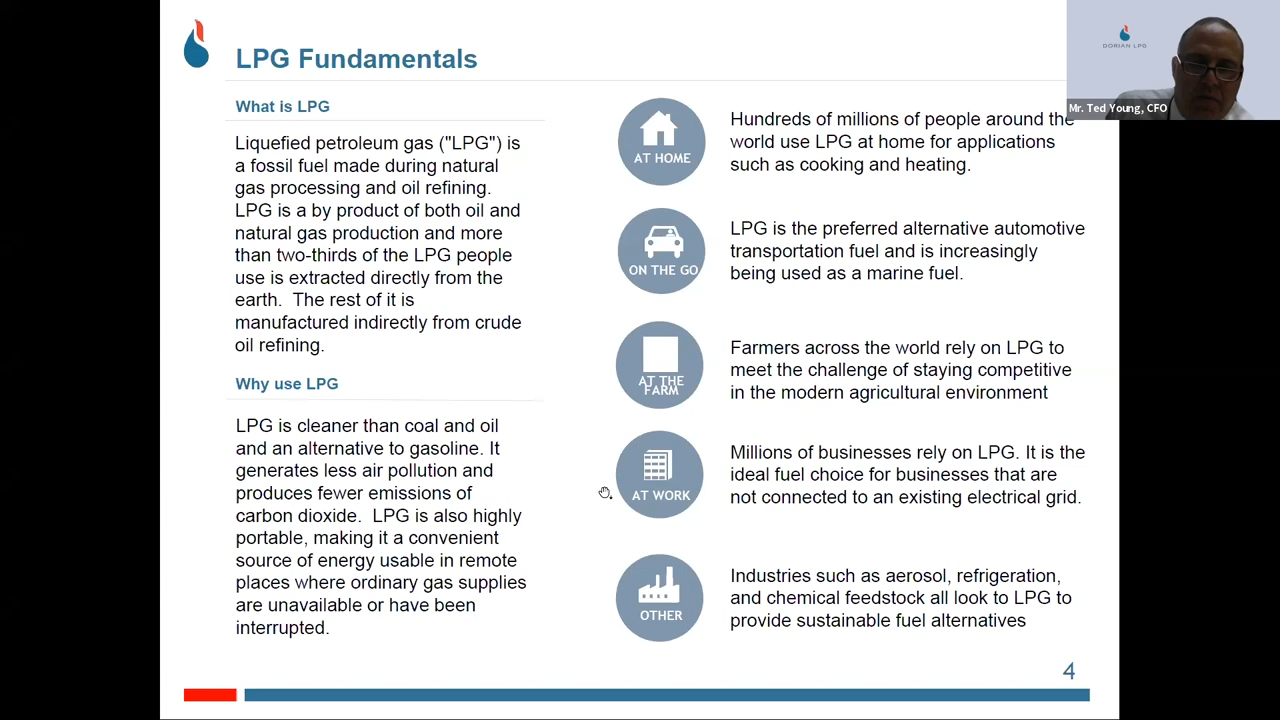 LPG Fundamentals
What is LPG
Liquefied petroleum gas ("LPG") is
a fossil fuel made during natural
gas processing and oil refining.
LPG is a by product of both oil and
natural gas production and more
than two-thirds of the LPG people
use is extracted directly from the
earth. The rest of it is
manufactured indirectly from crude
oil refining.
Why use LPG
LPG is cleaner than coal and oil
and an alternative to gasoline. It
generates less air pollution and
produces fewer emissions of
carbon dioxide. LPG is also highly
portable, making it a convenient
source of energy usable in remote
places where ordinary gas supplies
are unavailable or have been
interrupted.
AT HOME
Hundreds of millions of people around the
world use LPG at home for applications
such as cooking and heating.
ON THE GO
LPG is the preferred alternative automotive
transportation fuel and is increasingly
being used as a marine fuel.
AT THE
FARM
Farmers across the world rely on LPG to
meet the challenge of staying competitive
in the modern agricultural environment
AT WORK
Millions of businesses rely on LPG. It is the
ideal fuel choice for businesses that are
not connected to an existing electrical grid.
OTHER
Industries such as aerosol, refrigeration,
and chemical feedstock all look to LPG to
provide sustainable fuel alternatives
4
DORIAN LPG
Mr. Ted Young, CFO